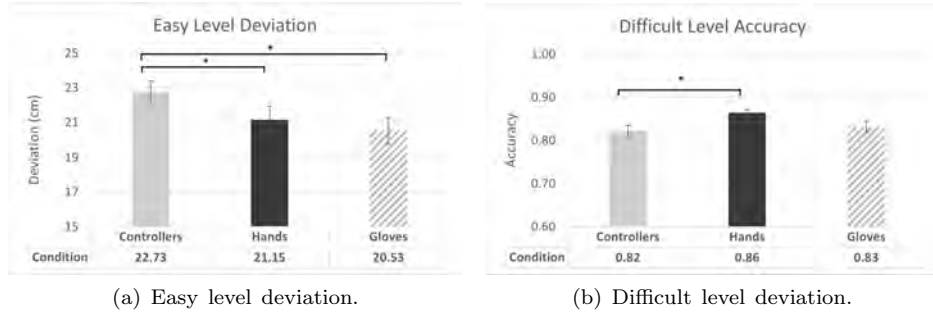 Easy Level Deviation
25
23
21
19
17
15
Deviation (cm)
*
*
Controllers Hands Gloves
Condition 22.73 21.15 20.53
(a) Easy level deviation.
Difficult Level Accuracy
1.00
0.90
0.80
0.70
0.60
Accuracy
*
Controllers Hands Gloves
Condition 0.82 0.86 0.83
(b) Difficult level deviation.